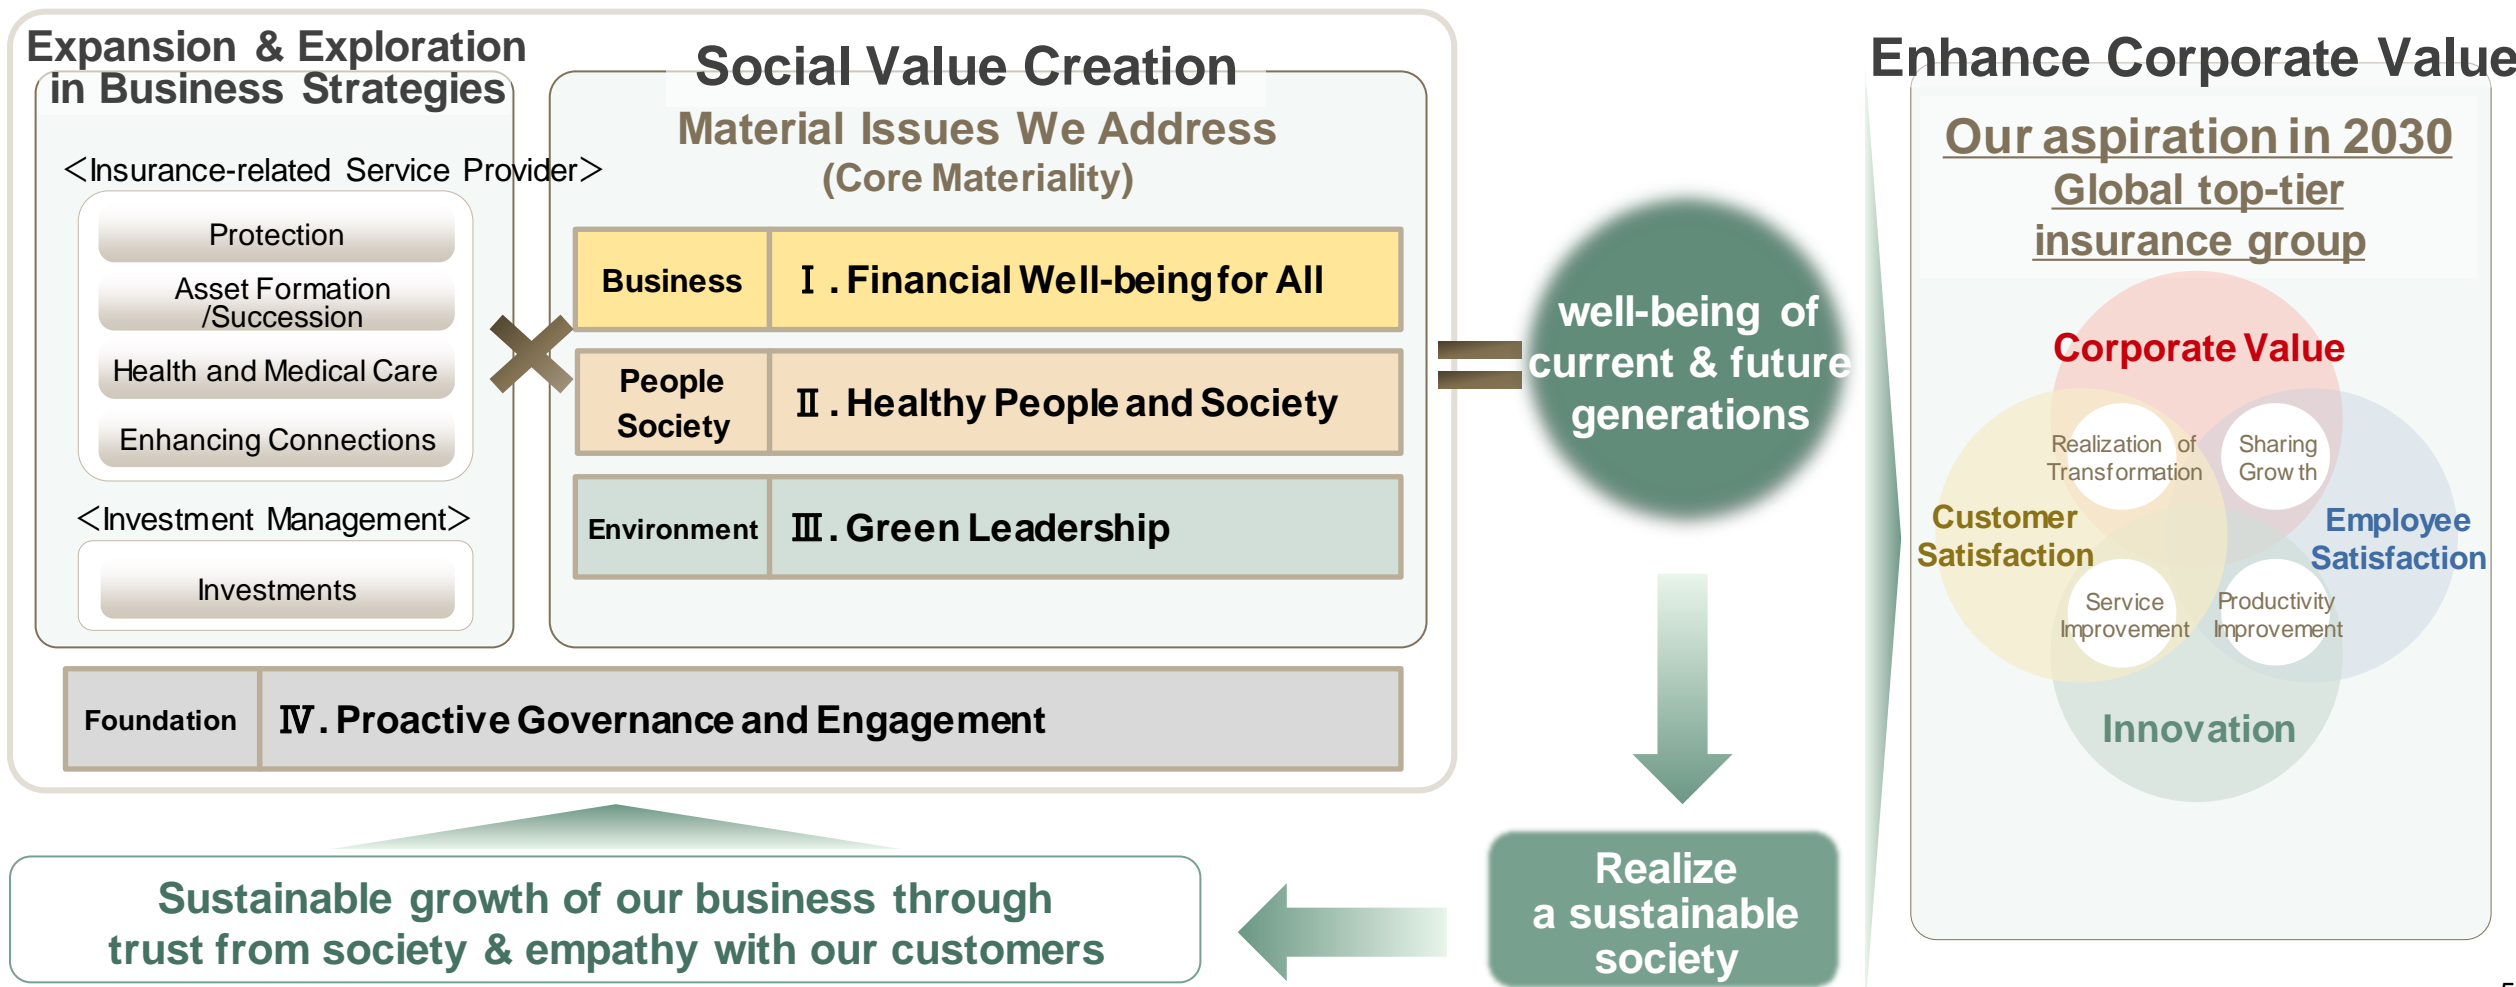 Expansion & Exploration
in Business Strategies
<Insurance-related Service Provider>
Protection
Asset Formation
/Succession
Health and Medical Care
Enhancing Connections
<Investment Management>
Investments
Social Value Creation
Material Issues We Address
(Core Materiality)
Business
Ⅰ. Financial Well-being for All
People
Society
Ⅱ. Healthy People and Society
Environment
Ⅲ. Green Leadership
Foundation
Ⅳ. Proactive Governance and Engagement
well-being of
current & future
generations
Realize
a sustainable
society
Sustainable growth of our business through
trust from society & empathy with our customers
Enhance Corporate Value
Our aspiration in 2030
Global top-tier
insurance group
Corporate Value
Realization of
Transformation
Sharing
Growth
Customer
Satisfaction
Employee
Satisfaction
Service
Improvement
Productivity
Improvement
Innovation